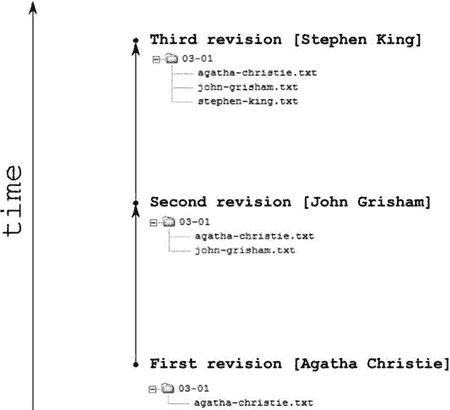 Third revision [Stephen King]
03-01
agatha-christie.txt
john-grisham.txt
stephen-king.txt
time
Second revision [John Grisham]
03-01
agatha-christie.txt
john-grisham.txt
First revision [Agatha Christie]
03-01
agatha-christie.txt